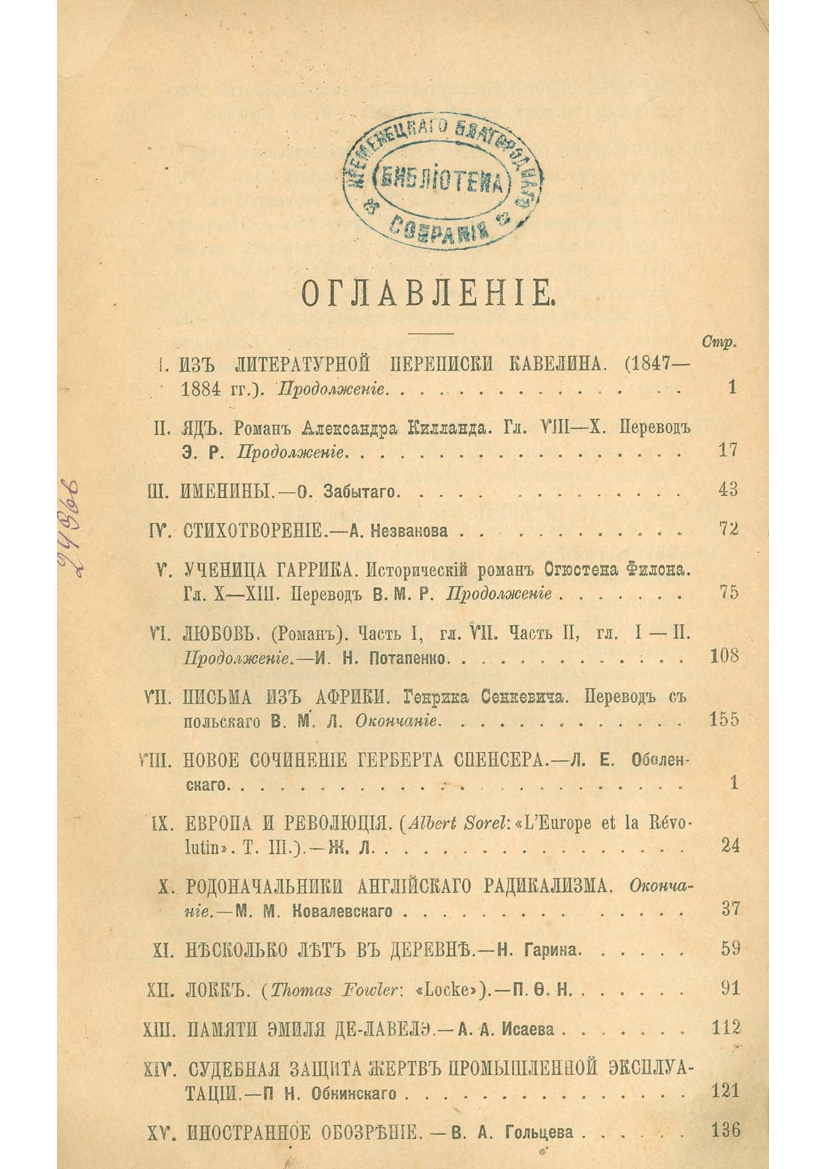 КРЕМЕНЕЦКАГО БЛАГОРОДНАГО
БИБЛІОТЕКА
СОБРАНІЯ
ОГЛАВЛЕНІЕ.
Стр.
I. ИЗЪ ЛИТЕРАТУРНОЙ ПЕРЕПИСКИ КАВЕЛИНА. (1847—
1884 гг.). Продолженіе. 1
II. ЯДЪ. Романъ Александра Килланда. Гл. VIII—X. Переводъ
Э. Р. Продолженіе. 17
III. ИМЕНИНЫ.—О. Забытаго. 43
IV. СТИХОТВОРЕНІЕ.—А. Незванова 72
V. УЧЕНИЦА ГАРРИКА. Историческій романъ Огюстена Филона.
Гл. X—XIII. Переводъ В. М. Р. Продолженіе 75
VI. ЛЮБОВЬ. (Романъ). Часть I, гл. VII. Часть II, гл. I — II.
Продолженіе.—И. Н. Потапенко. 108
VII. ПИСЬМА ИЗЪ АФРИКИ. Генрика Сенкевича. Переводъ съ
польскаго В. М. Л. Окончаніе. 155
VIII. НОВОЕ СОЧИНЕНІЕ ГЕРБЕРТА СПЕНСЕРА.—Л. Е. Оболен-
скаго. 1
IX. ЕВРОПА И РЕВОЛЮЦІЯ. (Albert Sorel: «L'Europe et la Révo-
lutin». Т. III.).—Ж. Л. 24
X. РОДОНАЧАЛЬНИКИ АНГЛІЙСКАГО РАДИКАЛИЗМА. Оконча-
ніе.—М. М. Ковалевскаго 37
XI. НѢСКОЛЬКО ЛѢТЪ ВЪ ДЕРЕВНѢ.—Н. Гарина. 59
XII. ЛОККЪ. (Thomas Fowler: «Locke»).—П. Ѳ. Н. 91
XIII. ПАМЯТИ ЭМИЛЯ ДЕ-ЛАВЕЛЭ.—А. А. Исаева 112
XIV. СУДЕБНАЯ ЗАЩИТА ЖЕРТВЪ ПРОМЫШЛЕННОЙ ЭКСПЛУА-
ТАЦІИ.—П Н. Обнинскаго 121
XV. ИНОСТРАННОЕ ОБОЗРѢНІЕ. — В. А. Гольцева 136